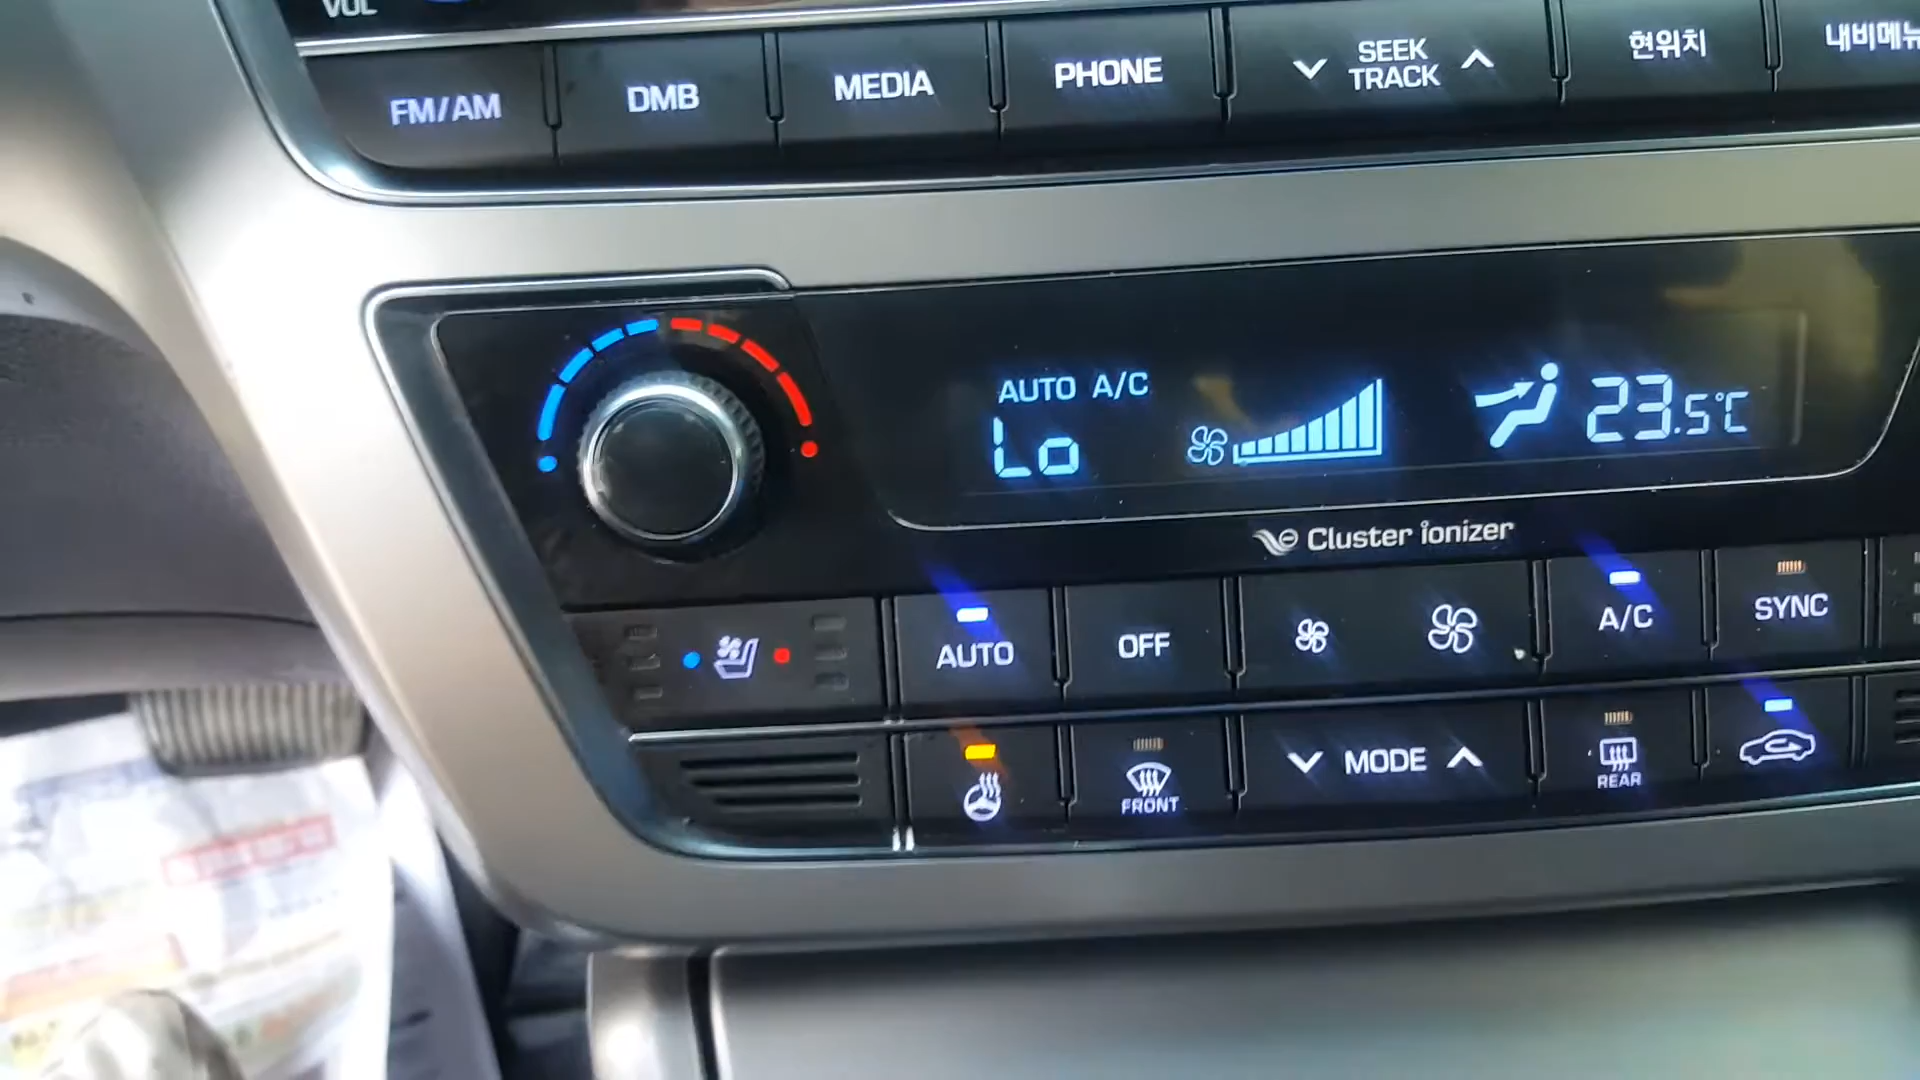 VOL
FM/AM
DMB
MEDIA
PHONE
SEEK
TRACK
현위치
내비메뉴
AUTO A/C
Lo
23.5℃
Cluster ionizer
AUTO
OFF
A/C
SYNC
FRONT
MODE
REAR